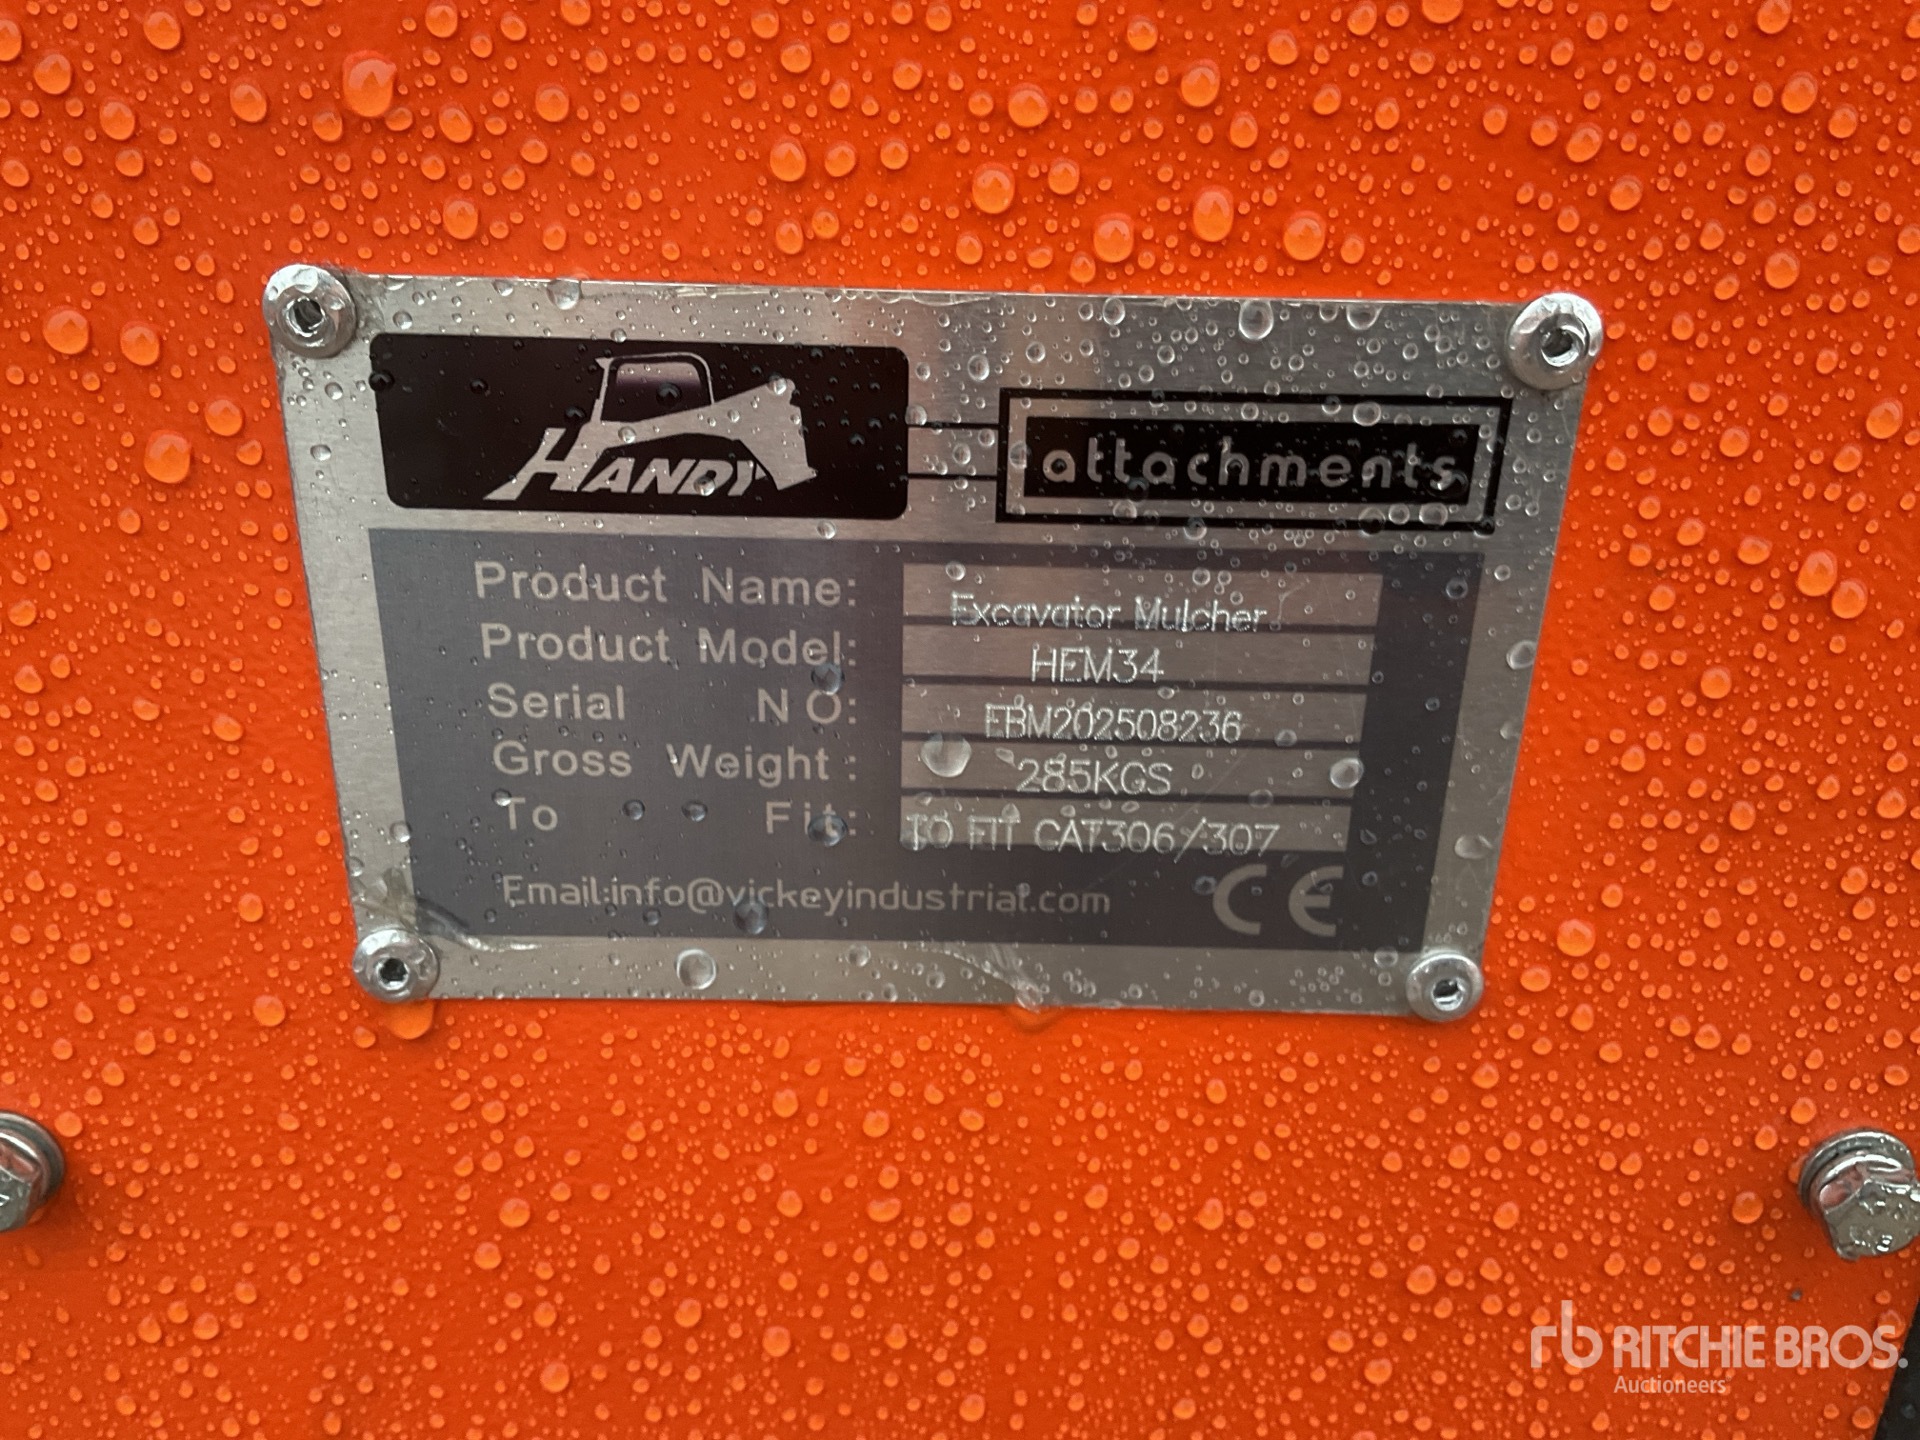 HANDY attachments
Product Name: Excavator Mulcher
Product Model: HEM34
Serial NO: EBM202508236
Gross Weight: 285KGS
To Fit: TO FIT CAT306/307
Email:info@vickeyindustrial.com CE
rb RITCHIE BROS.
Auctioneers